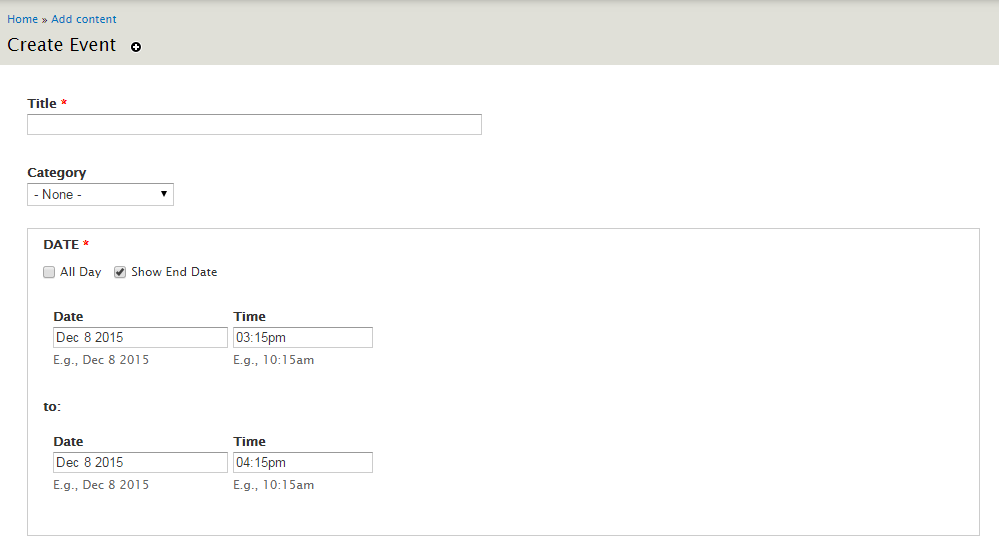 Home » Add content
Create Event
Title *
Category
- None -
DATE *
All Day Show End Date
Date Time
Dec 8 2015 03:15pm
E.g., Dec 8 2015 E.g., 10:15am
to:
Date Time
Dec 8 2015 04:15pm
E.g., Dec 8 2015 E.g., 10:15am